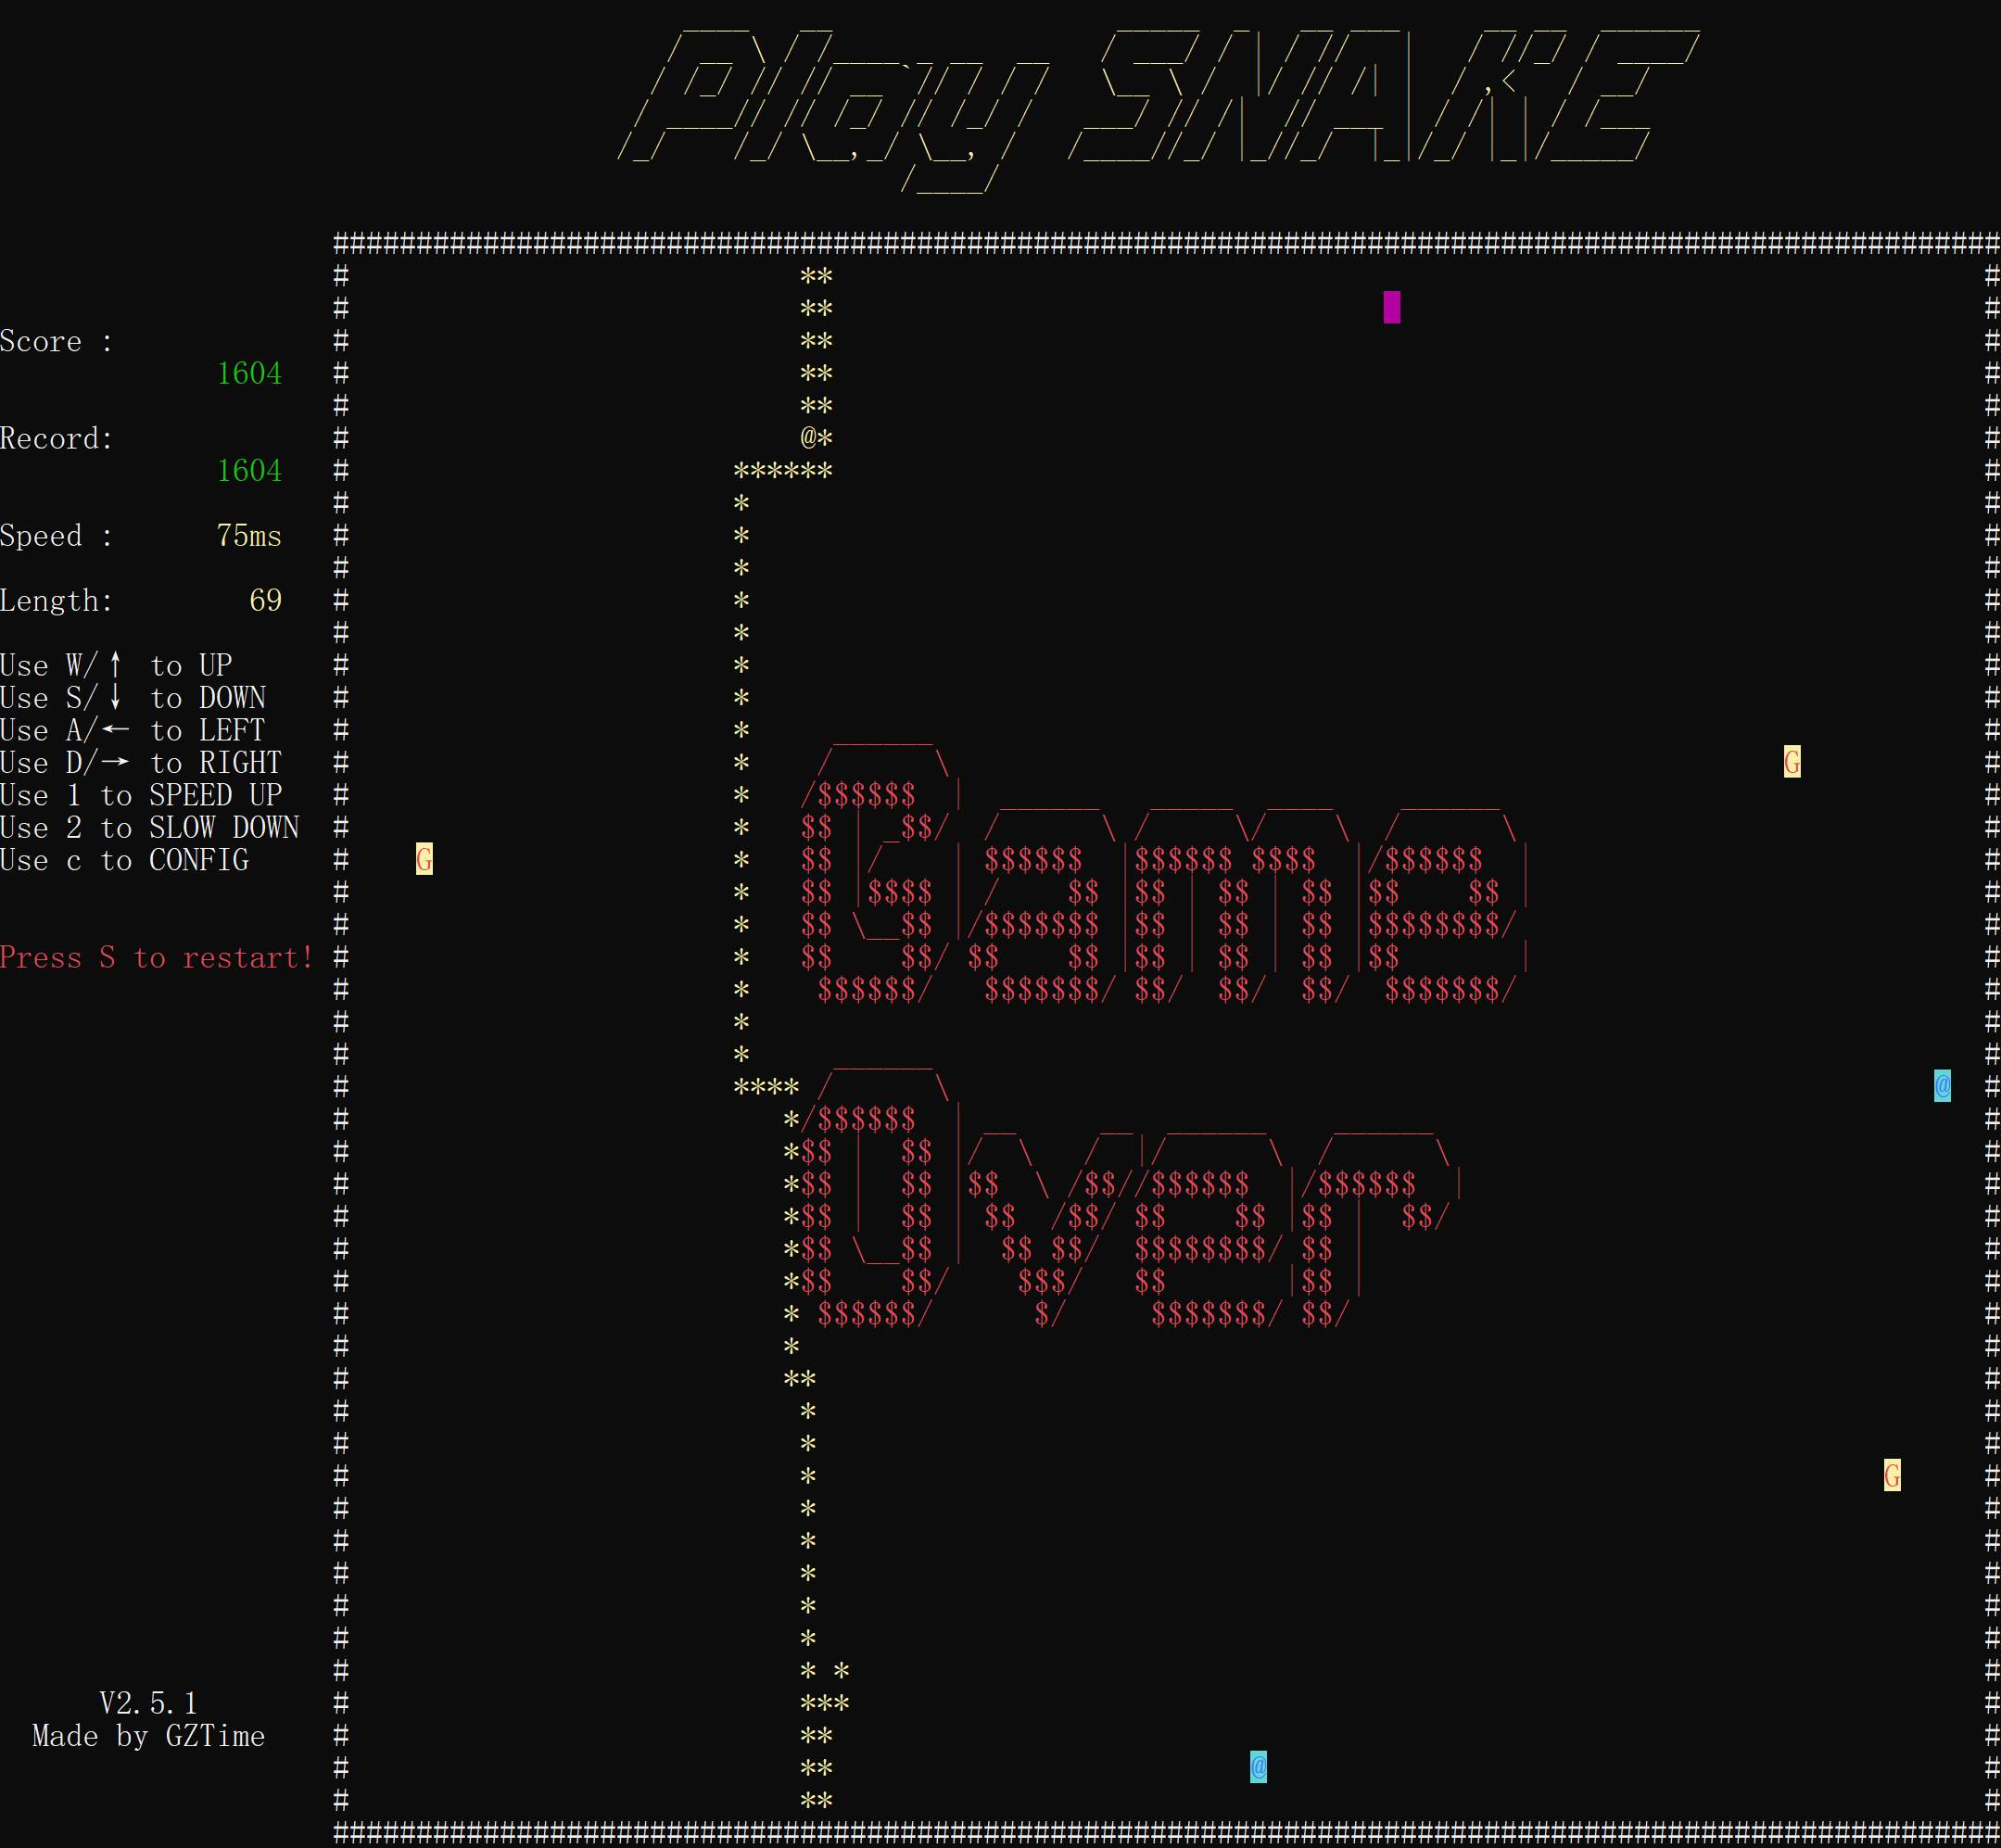 Play SNAKE
Score :
1604
Record:
1604
Speed : 75ms
Length: 69
Use W/↑ to UP
Use S/↓ to DOWN
Use A/← to LEFT
Use D/→ to RIGHT
Use 1 to SPEED UP
Use 2 to SLOW DOWN
Use c to CONFIG
Press S to restart!
Game
Over
G
G
@
G
@
V2.5.1
Made by GZTime